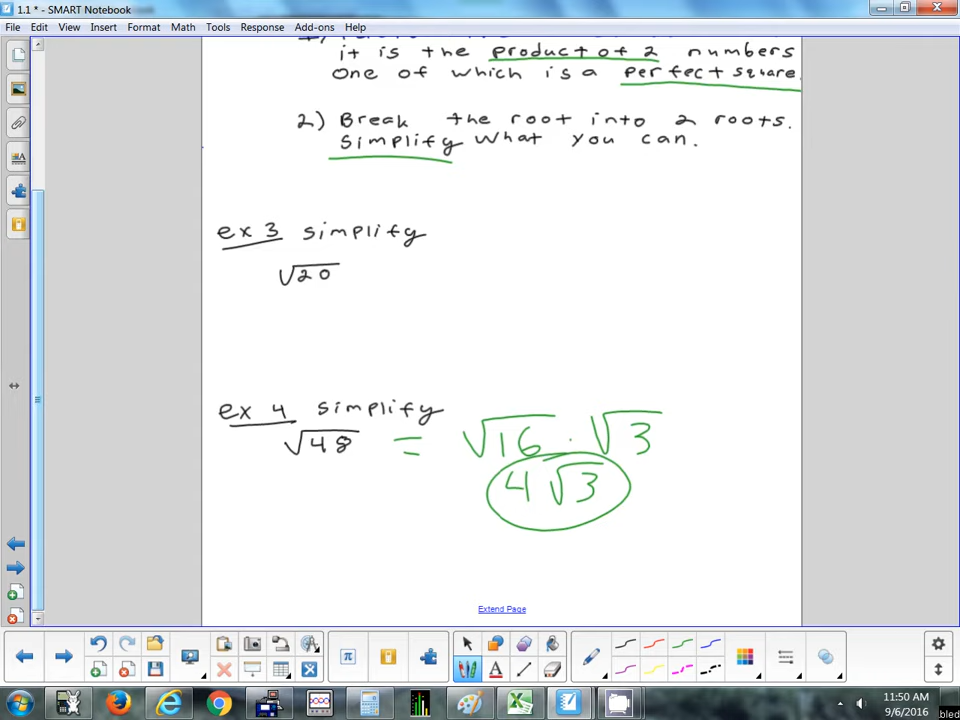 1.1 * - SMART Notebook
File Edit View Insert Format Math Tools Response Add-ons Help
it is the product of 2 numbers
one of which is a perfect square.
2) Break the root into 2 roots.
Simplify what you can.
ex 3 simplify
√20
ex 4 simplify
√48 = √16 · √3
4√3
Extend Page
11:50 AM
9/6/2016
bled